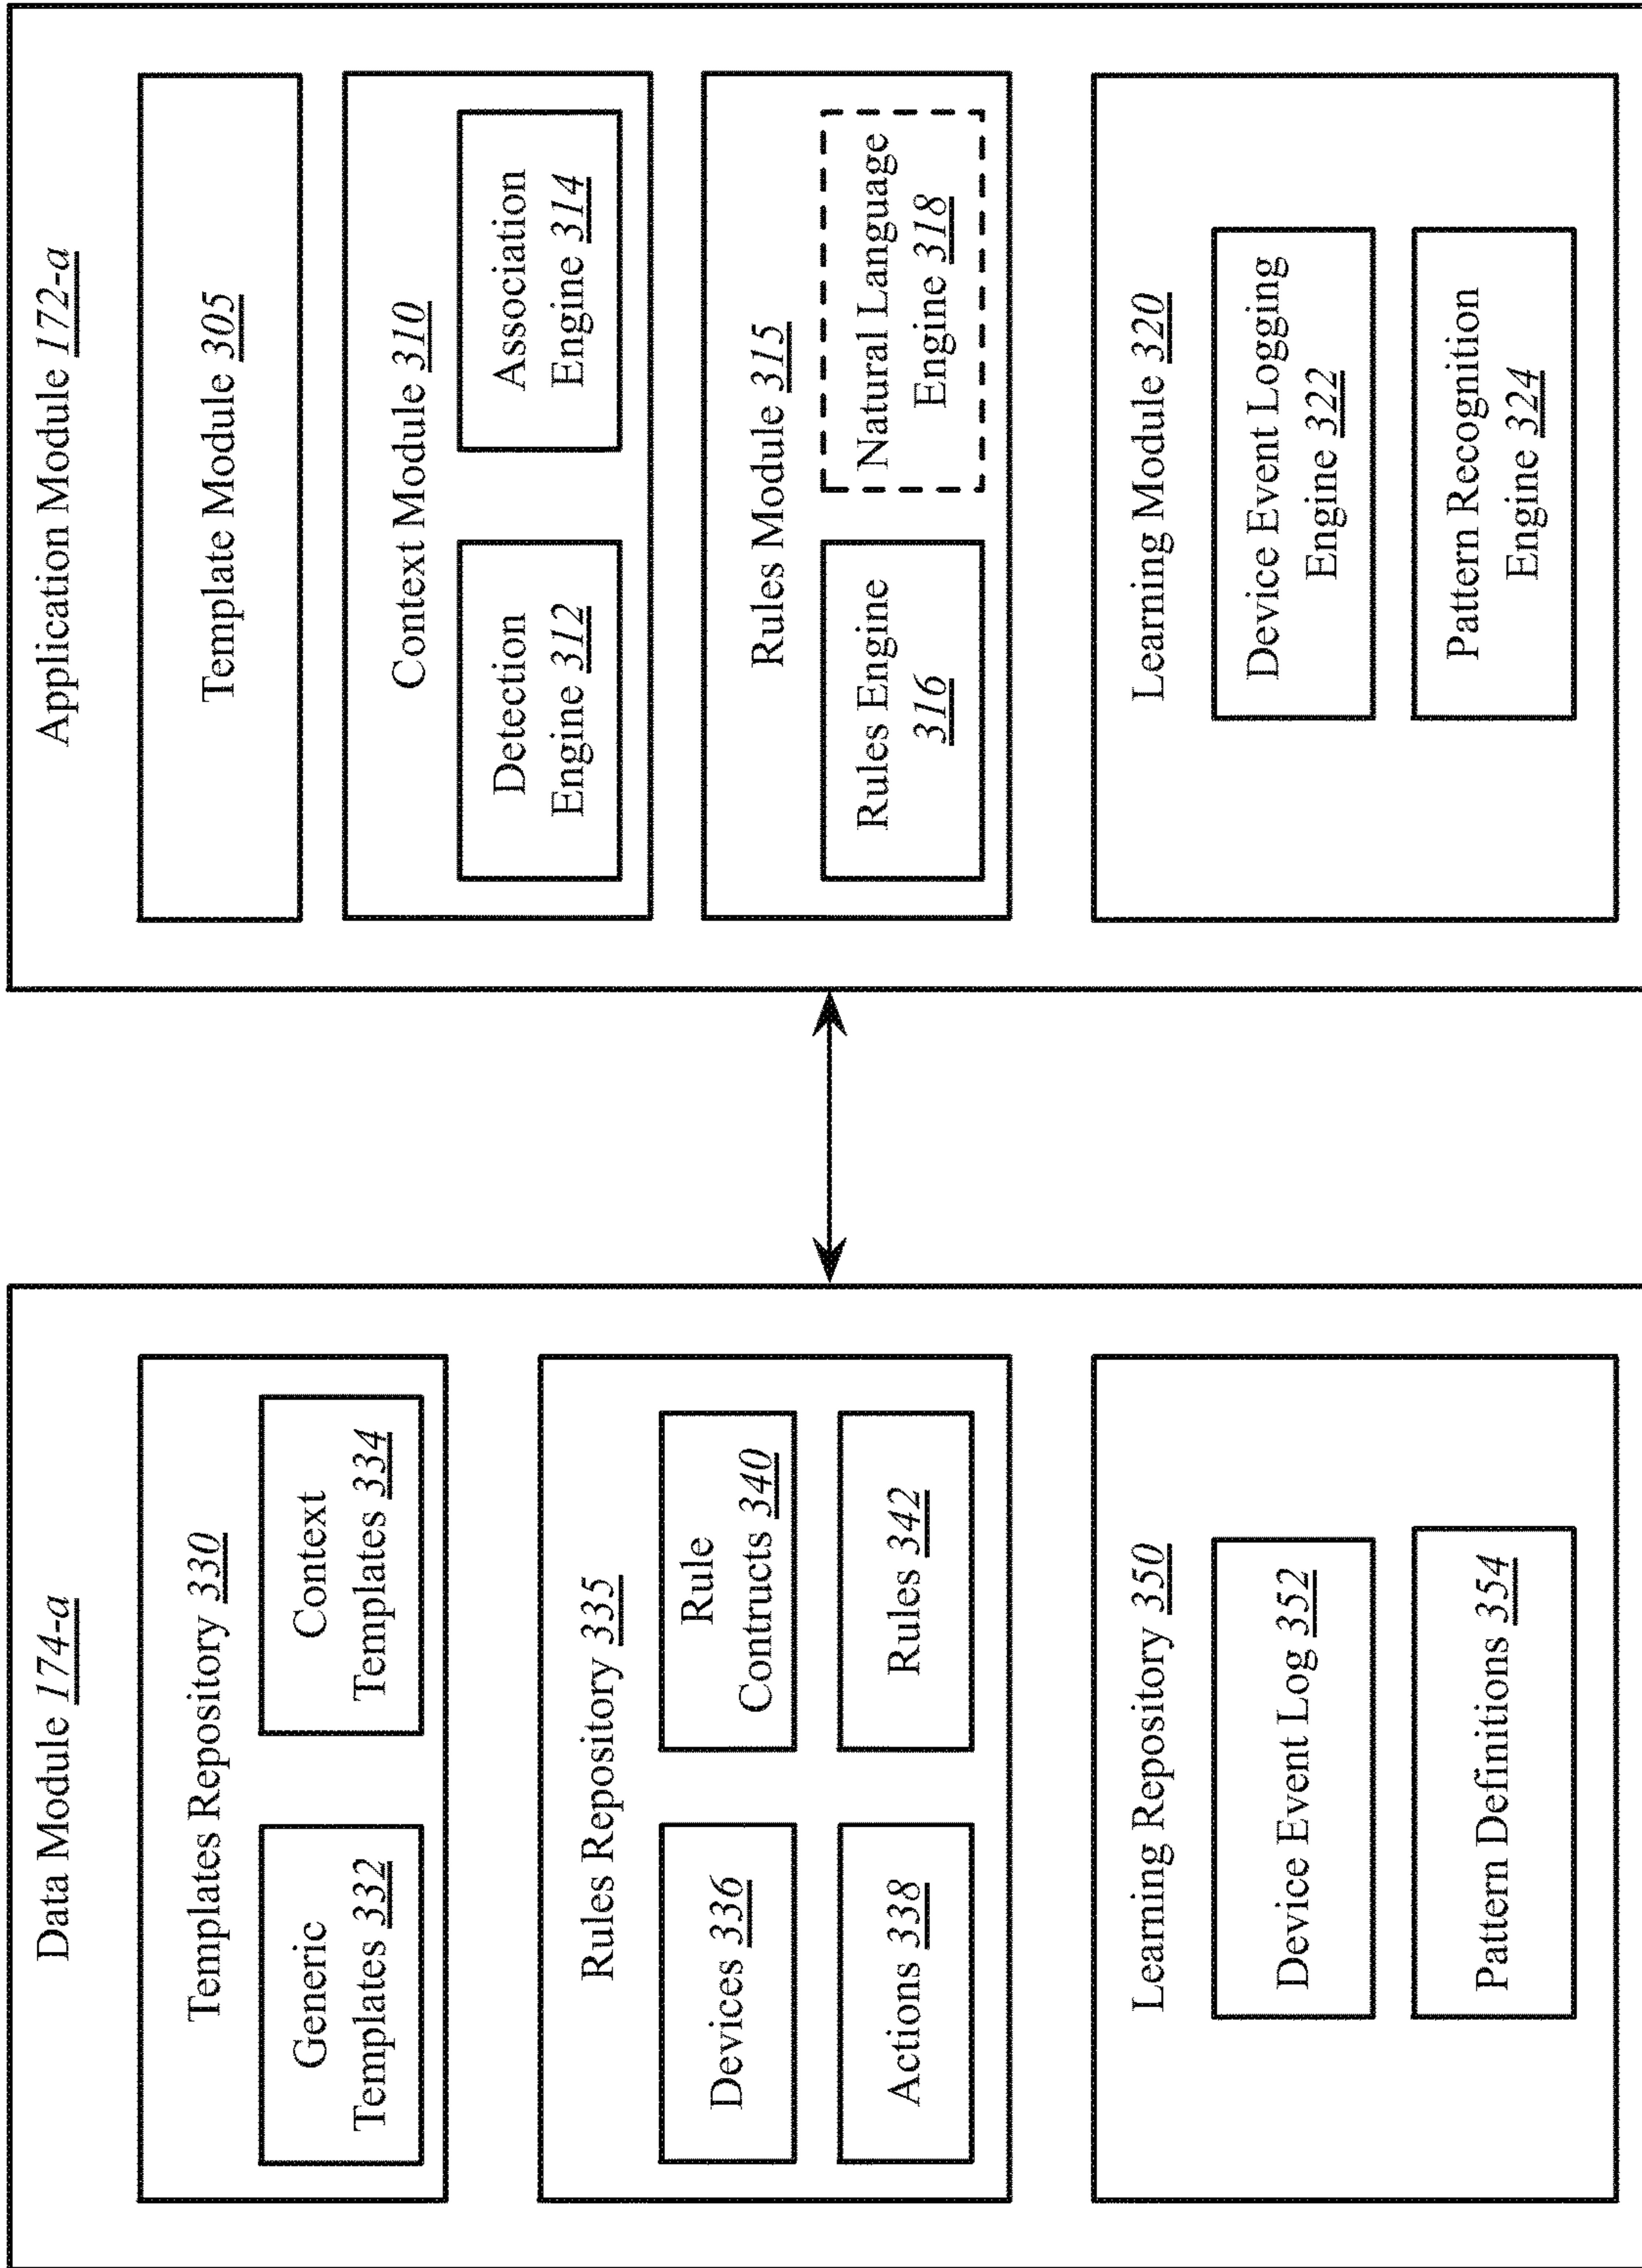 Data Module 174-a
Templates Repository 330
Generic
Templates 332
Context
Templates 334
Rules Repository 335
Devices 336
Rule
Contructs 340
Actions 338
Rules 342
Learning Repository 350
Device Event Log 352
Pattern Definitions 354
Application Module 172-a
Template Module 305
Context Module 310
Detection
Engine 312
Association
Engine 314
Rules Module 315
Rules Engine
316
Natural Language
Engine 318
Learning Module 320
Device Event Logging
Engine 322
Pattern Recognition
Engine 324